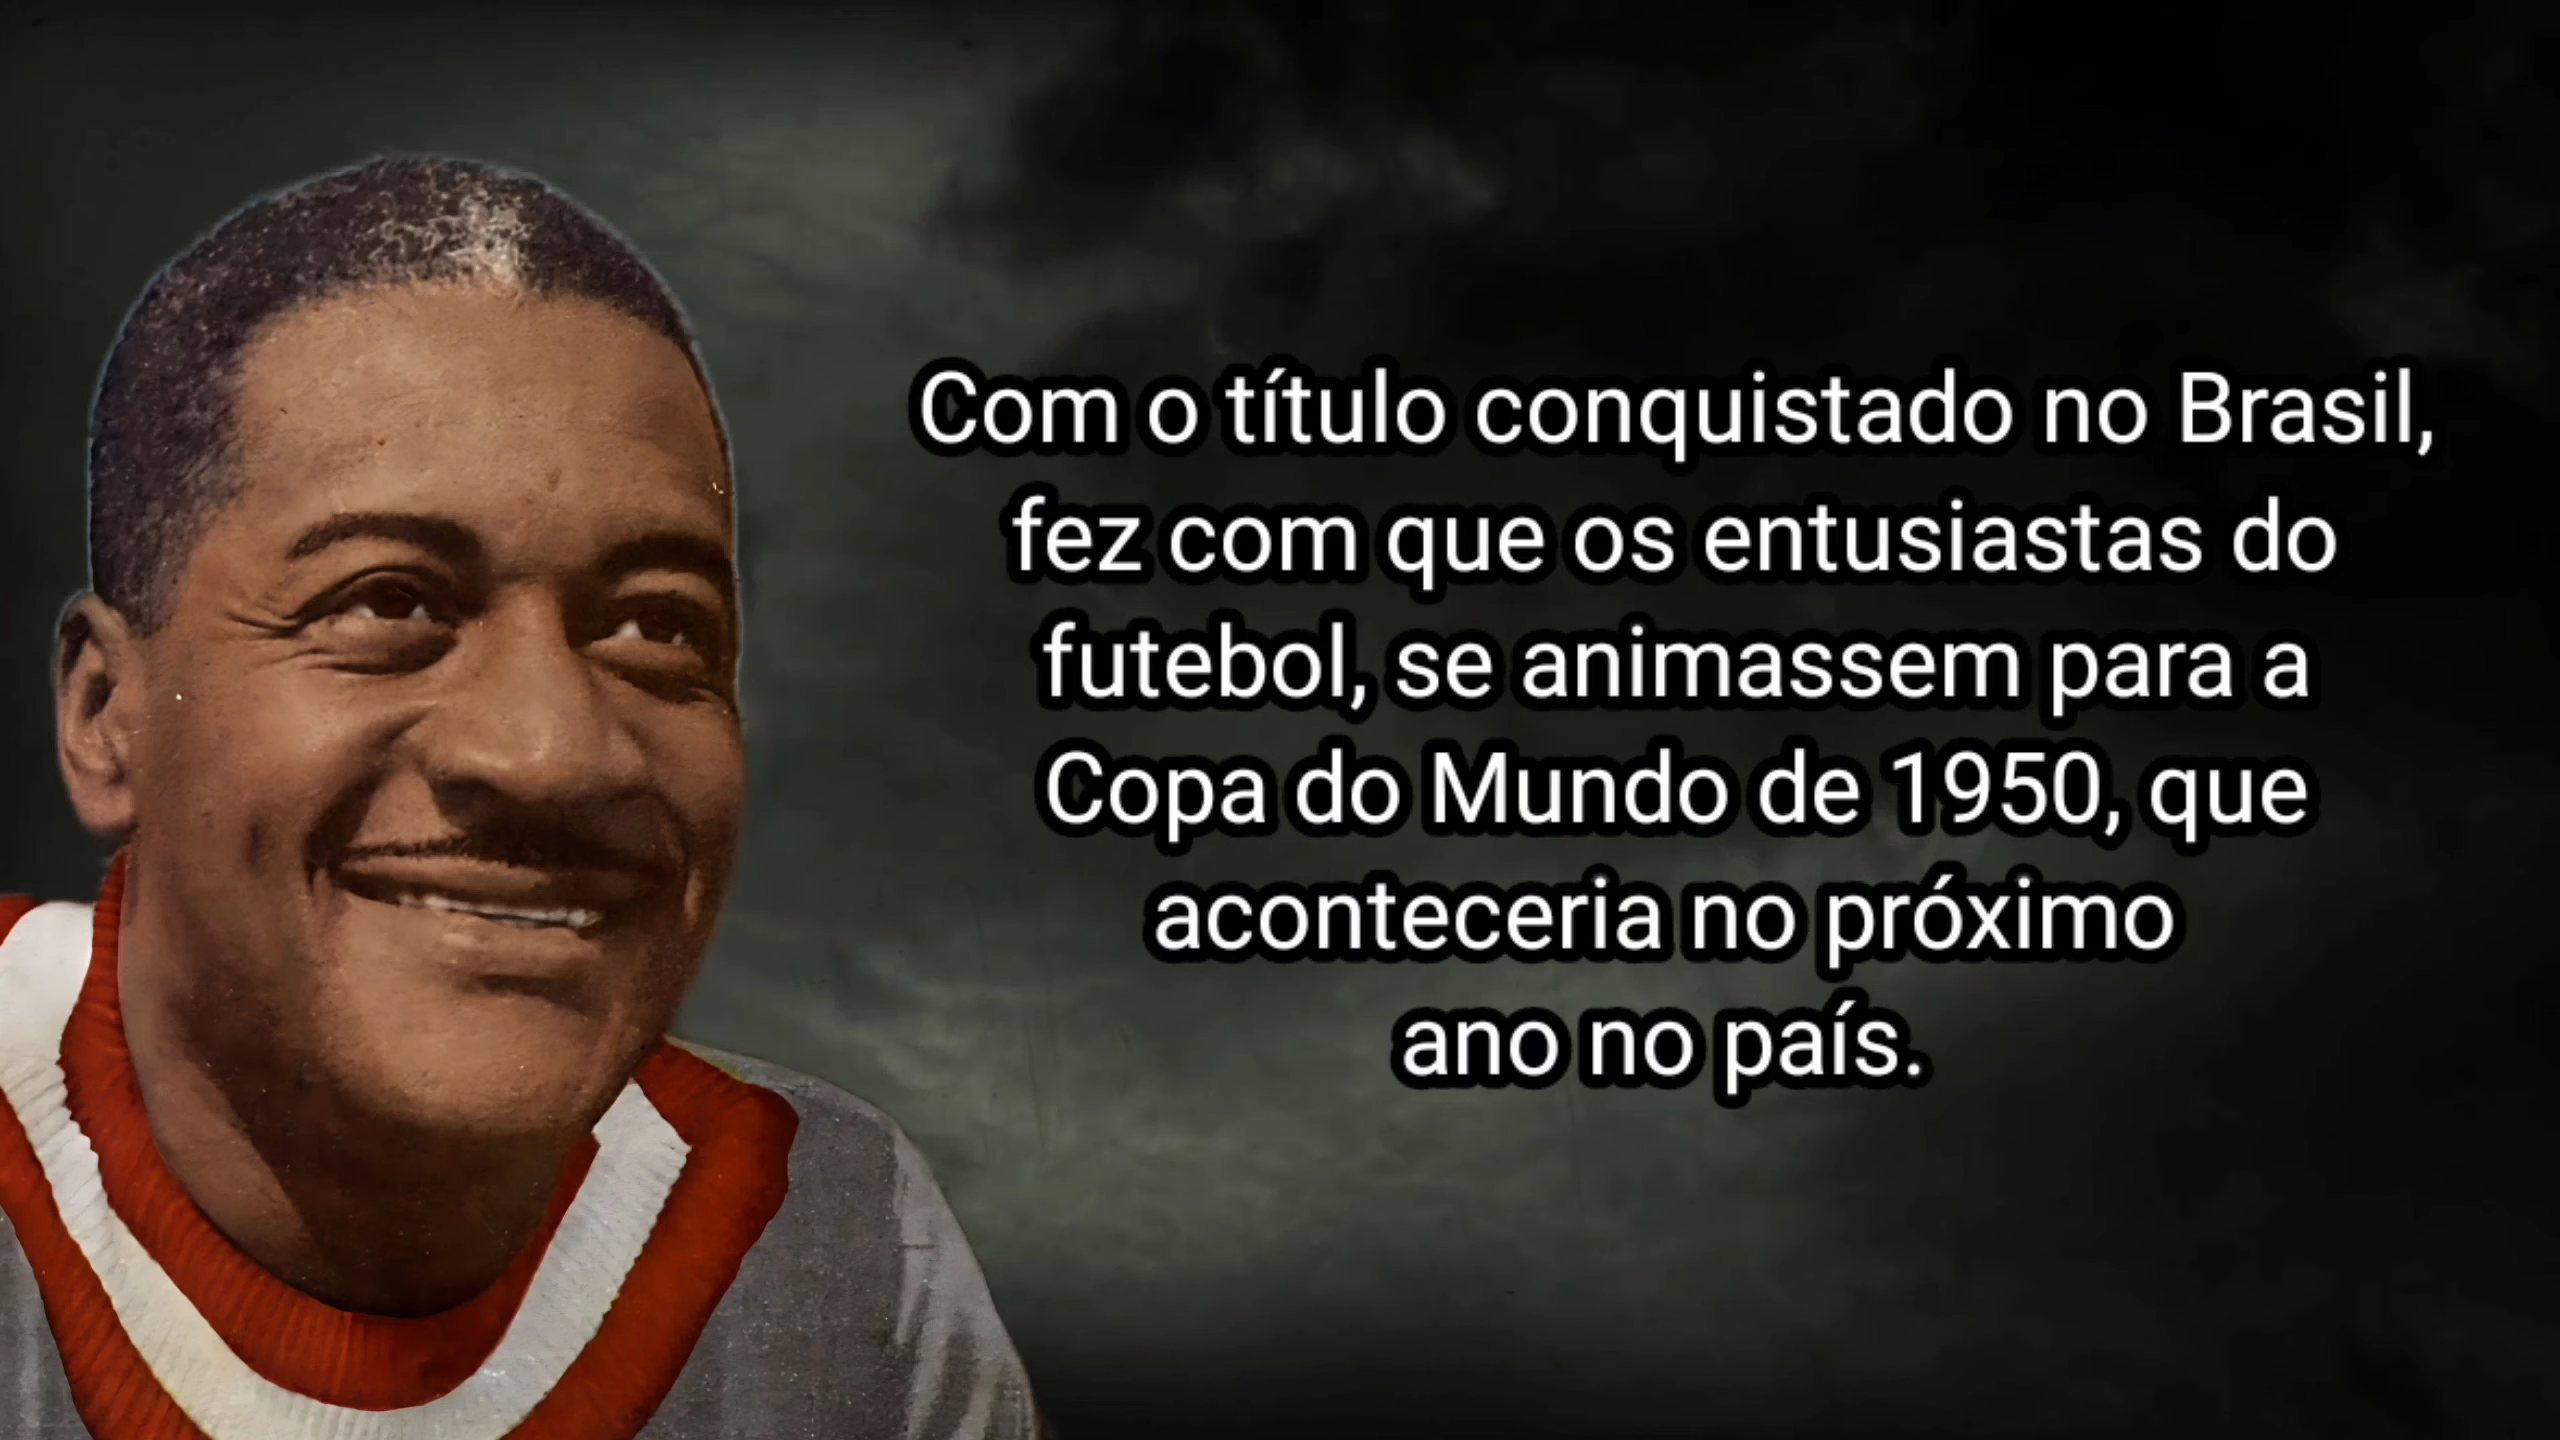 Com o título conquistado no Brasil,
fez com que os entusiastas do
futebol, se animassem para a
Copa do Mundo de 1950, que
aconteceria no próximo
ano no país.